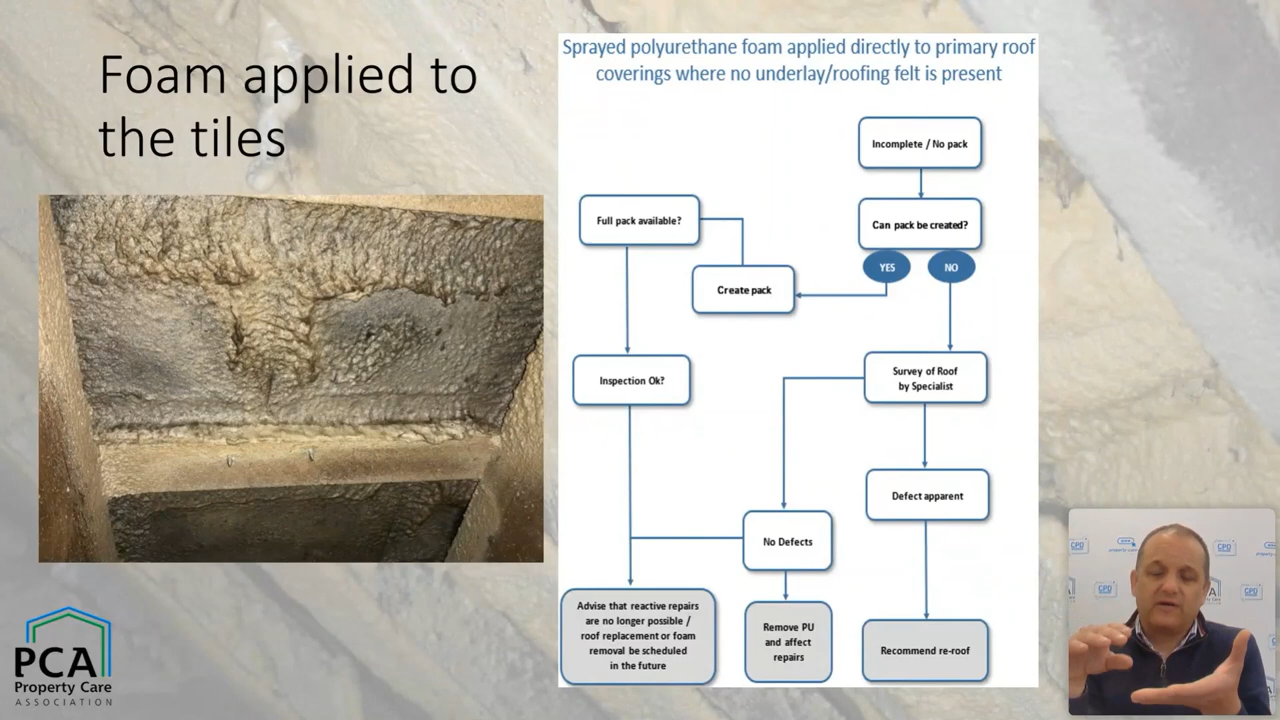 Foam applied to
the tiles
Sprayed polyurethane foam applied directly to primary roof
coverings where no underlay/roofing felt is present
Incomplete / No pack
Full pack available?
Can pack be created?
YES
NO
Create pack
Inspection Ok?
Survey of Roof
by Specialist
Defect apparent
No Defects
Advise that reactive repairs
are no longer possible /
roof replacement or foam
removal be scheduled
in the future
Remove PU
and affect
repairs
Recommend re-roof
PCA
Property Care
ASSOCIATION
CPD
CPD
CPD
CPD